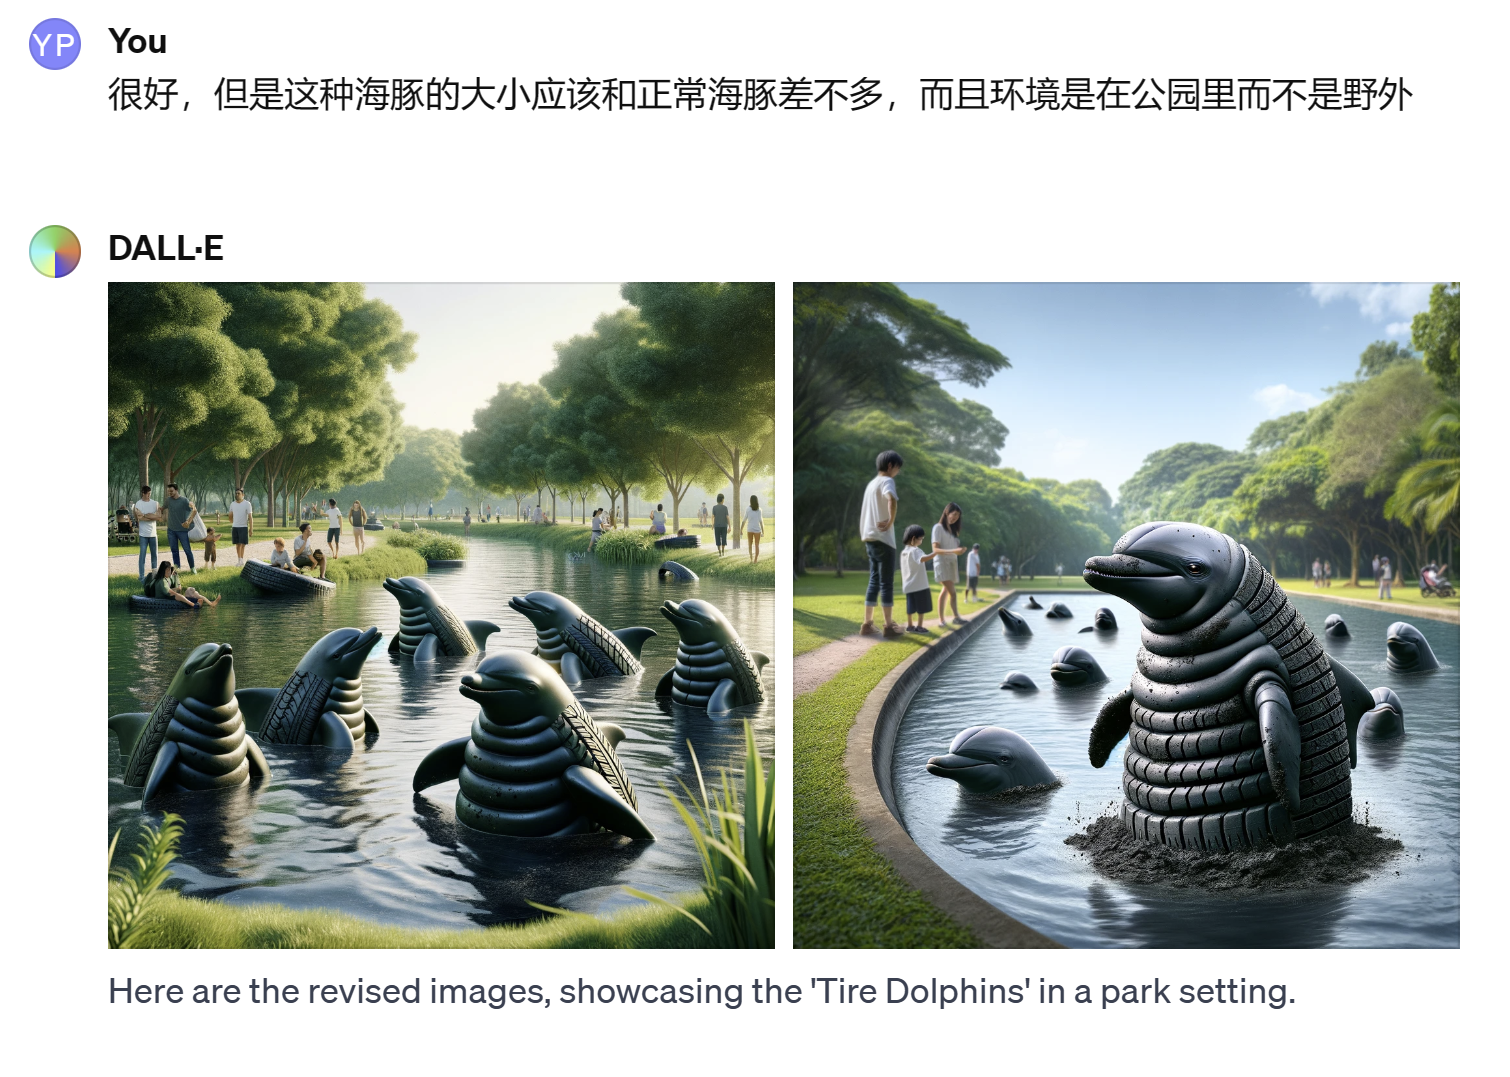 YP
You
很好，但是这种海豚的大小应该和正常海豚差不多，而且环境是在公园里而不是野外
DALL·E
Here are the revised images, showcasing the 'Tire Dolphins' in a park setting.